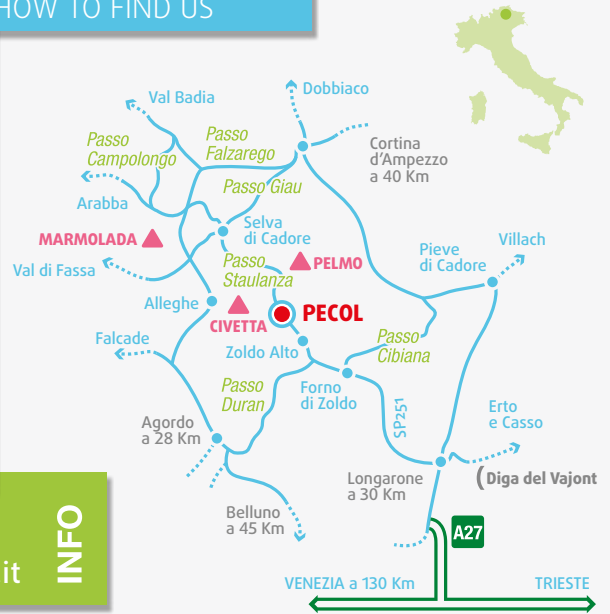 HOW TO FIND US
Dobbiaco
Val Badia
Passo
Campolongo
Passo
Falzarego
Cortina
d'Ampezzo
a 40 Km
Passo Giau
Arabba
Selva
di Cadore
MARMOLADA
Villach
Pieve
di Cadore
Passo
Staulanza
PELMO
Val di Fassa
Alleghe
CIVETTA
PECOL
Falcade
Zoldo Alto
Passo
Cibiana
Passo
Duran
Forno
di Zoldo
SP251
Erto
e Casso
Agordo
a 28 Km
Longarone
a 30 Km
(Diga del Vajont
Belluno
a 45 Km
INFO
it
A27
VENEZIA a 130 Km
TRIESTE